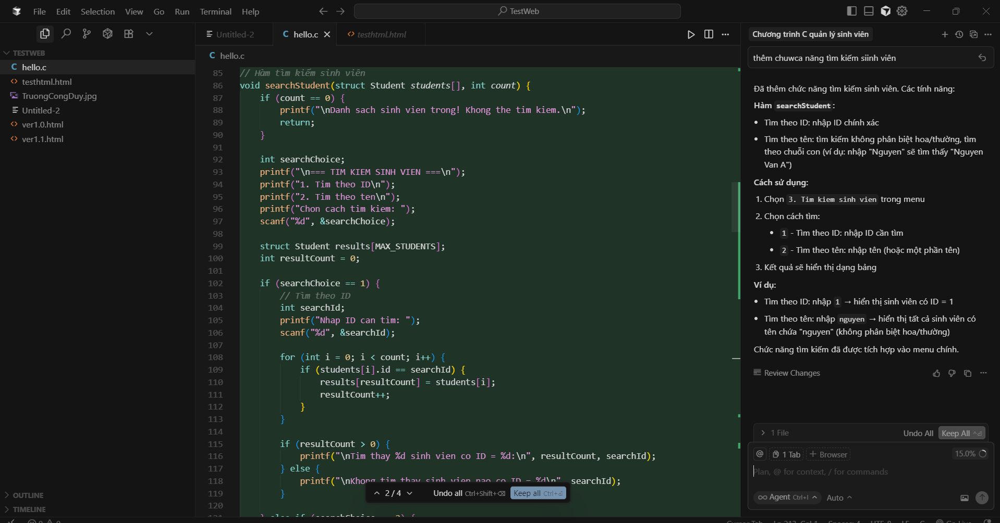 File Edit Selection View Go Run Terminal Help
TestWeb
TESTWEB
hello.c
testhtml.html
TruongCongDuy.jpg
Untitled-2
ver1.0.html
ver1.1.html
OUTLINE
TIMELINE
Untitled-2
C hello.c
testhtml.html
C hello.c
85 // Hàm tìm kiếm sinh viên
86 void searchStudent(struct Student students[], int count) {
87 if (count == 0) {
88 printf("\nDanh sach sinh vien trong! Khong the tim kiem.\n");
89 return;
90 }
91
92 int searchChoice;
93 printf("\n=== TIM KIEM SINH VIEN ===\n");
94 printf("1. Tim theo ID\n");
95 printf("2. Tim theo ten\n");
96 printf("Chon cach tim kiem: ");
97 scanf("%d", &searchChoice);
98
99 struct Student results[MAX_STUDENTS];
100 int resultCount = 0;
101
102 if (searchChoice == 1) {
103 // Tìm theo ID
104 int searchId;
105 printf("Nhap ID can tim: ");
106 scanf("%d", &searchId);
107
108 for (int i = 0; i < count; i++) {
109 if (students[i].id == searchId) {
110 results[resultCount] = students[i];
111 resultCount++;
112 }
113 }
114
115 if (resultCount > 0) {
116 printf("\nTim thay %d sinh vien co ID = %d:\n", resultCount, searchId);
117 } else {
118 printf("\nKhong tim thay sinh vien nao co ID = %d\n", searchId);
119 }
120
2/4 Undo all Ctrl+Shift+⌫ Keep all Ctrl+⏎
Chương trình C quản lý sinh viên
thêm chuwca năng tìm kiếm siinh viên
Đã thêm chức năng tìm kiếm sinh viên. Các tính năng:
Hàm searchStudent:
• Tìm theo ID: nhập ID chính xác
• Tìm theo tên: tìm kiếm không phân biệt hoa/thường, tìm
theo chuỗi con (ví dụ: nhập "Nguyen" sẽ tìm thấy "Nguyen
Van A")
Cách sử dụng:
1. Chọn 3. Tim kiem sinh vien trong menu
2. Chọn cách tìm:
• 1 - Tìm theo ID: nhập ID cần tìm
• 2 - Tìm theo tên: nhập tên (hoặc một phần tên)
3. Kết quả sẽ hiển thị dạng bảng
Ví dụ:
• Tìm theo ID: nhập 1 → hiển thị sinh viên có ID = 1
• Tìm theo tên: nhập nguyen → hiển thị tất cả sinh viên có
tên chứa "nguyen" (không phân biệt hoa/thường)
Chức năng tìm kiếm đã được tích hợp vào menu chính.
Review Changes
1 File Undo All Keep All ^⏎
@ 1 Tab + Browser 15.0%
Plan, @ for context, / for commands
Agent Ctrl+I Auto